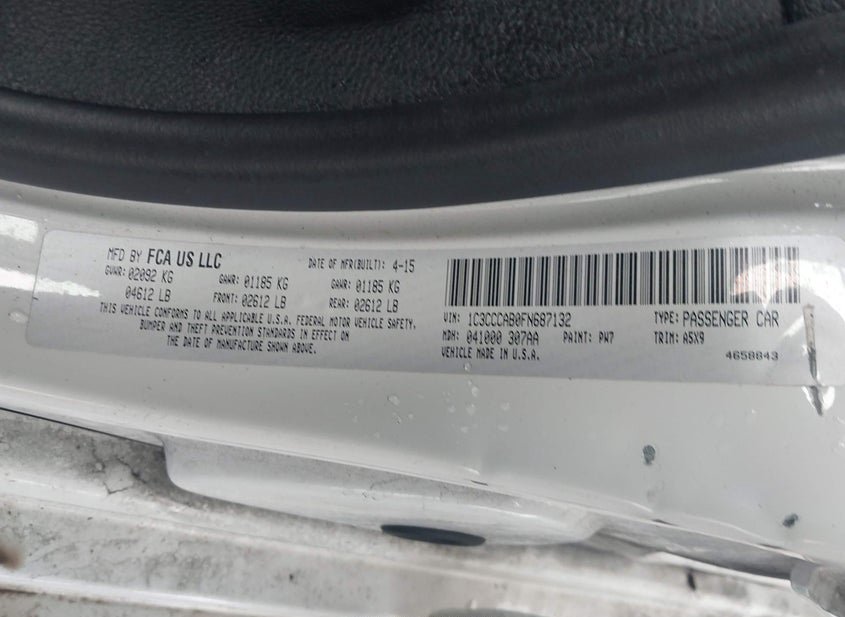 MFD BY FCA US LLC
DATE OF MFR(BUILT): 4-15
GVWR: 02092 KG GAWR: 01185 KG GAWR: 01185 KG
04612 LB FRONT: 02612 LB REAR: 02612 LB
THIS VEHICLE CONFORMS TO ALL APPLICABLE U.S.A. FEDERAL MOTOR VEHICLE SAFETY,
BUMPER AND THEFT PREVENTION STANDARDS IN EFFECT ON
THE DATE OF MANUFACTURE SHOWN ABOVE.
VIN: 1C3CCCAB0FN687132 TYPE: PASSENGER CAR
MDH: 041000 307AA PAINT: PW7 TRIM: A5X9
VEHICLE MADE IN U.S.A.
4658843